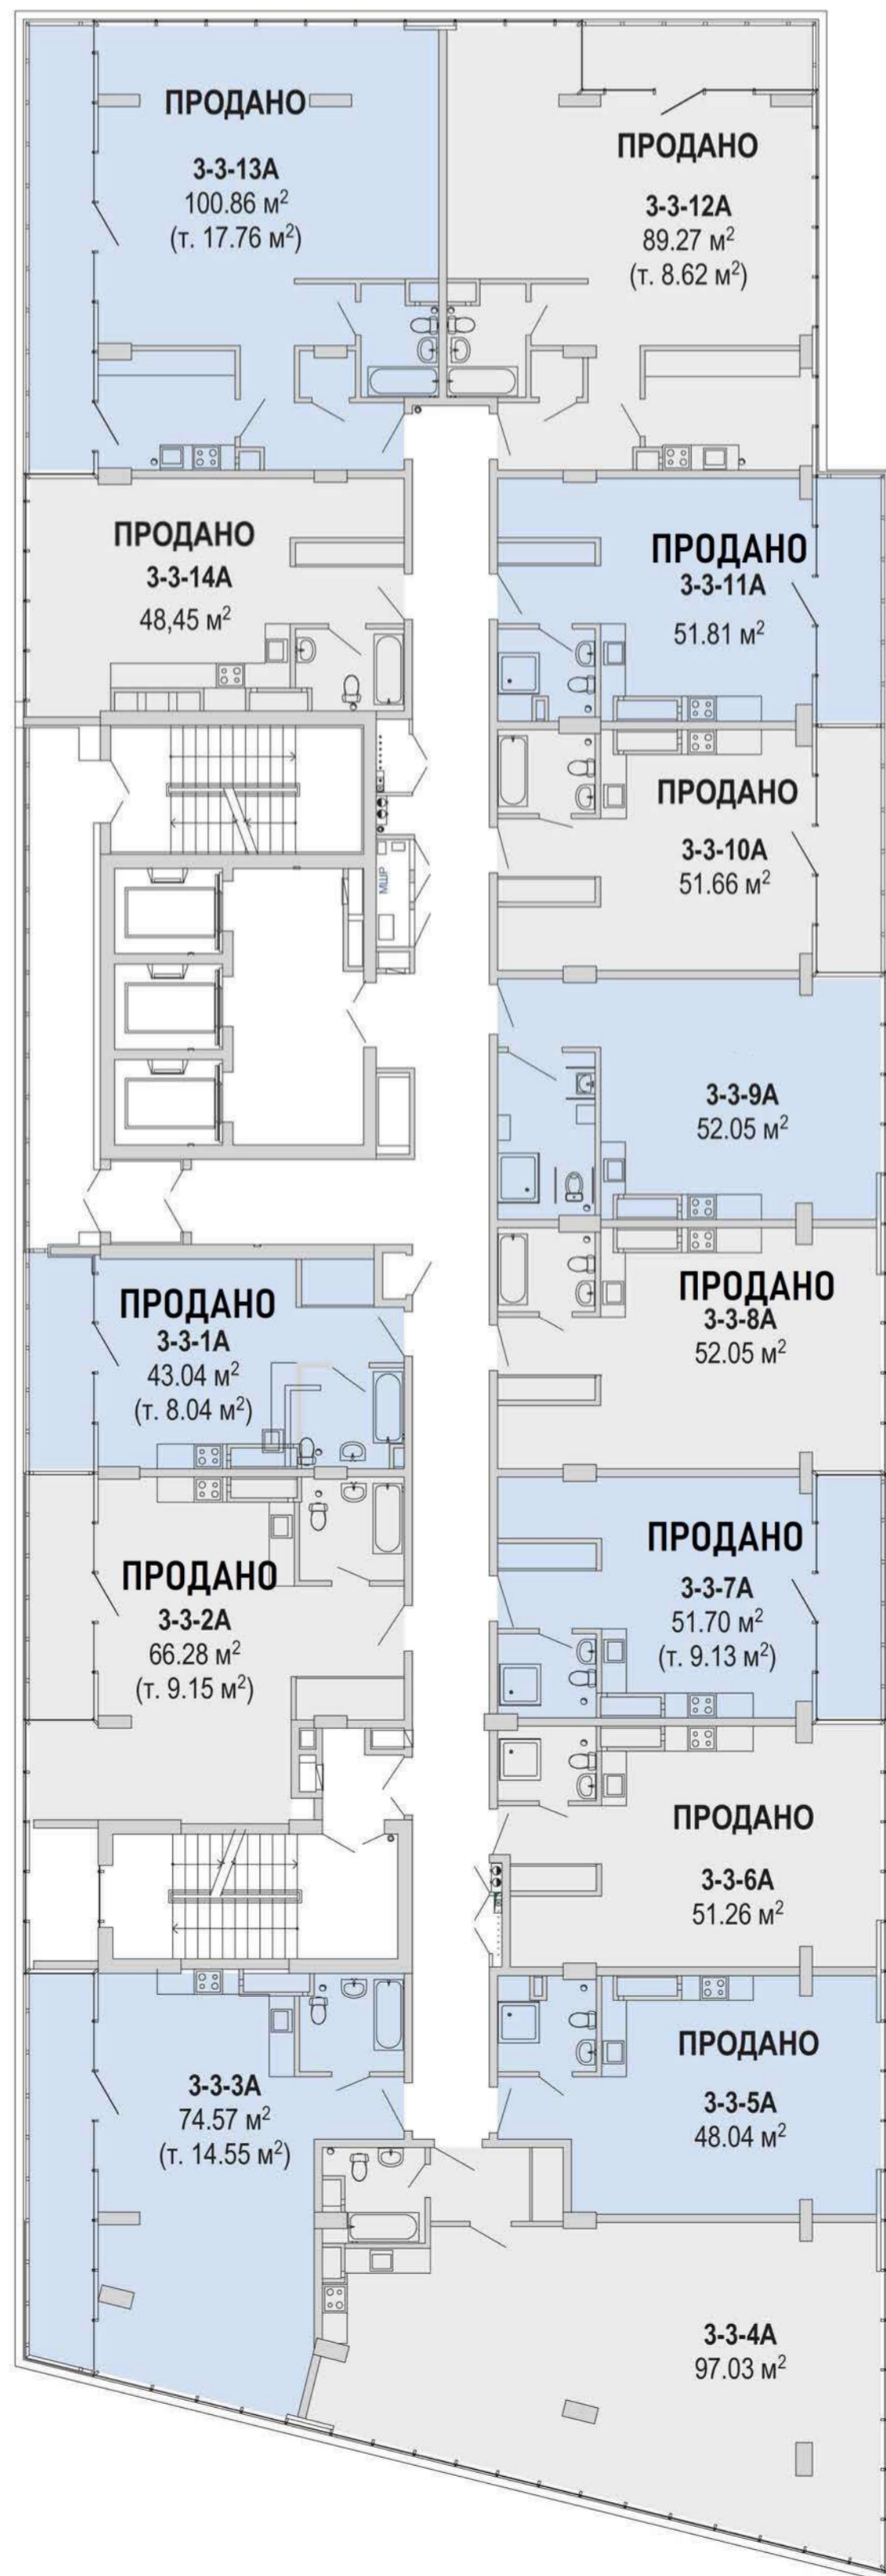 ПРОДАНО
3-3-13А
100.86 м²
(т. 17.76 м²)
ПРОДАНО
3-3-12А
89.27 м²
(т. 8.62 м²)
ПРОДАНО
3-3-14А
48,45 м²
ПРОДАНО
3-3-11А
51.81 м²
ПРОДАНО
3-3-10А
51.66 м²
МШР
3-3-9А
52.05 м²
ПРОДАНО
3-3-8А
52.05 м²
ПРОДАНО
3-3-1А
43.04 м²
(т. 8.04 м²)
ПРОДАНО
3-3-7А
51.70 м²
(т. 9.13 м²)
ПРОДАНО
3-3-2А
66.28 м²
(т. 9.15 м²)
ПРОДАНО
3-3-6А
51.26 м²
3-3-3А
74.57 м²
(т. 14.55 м²)
ПРОДАНО
3-3-5А
48.04 м²
3-3-4А
97.03 м²